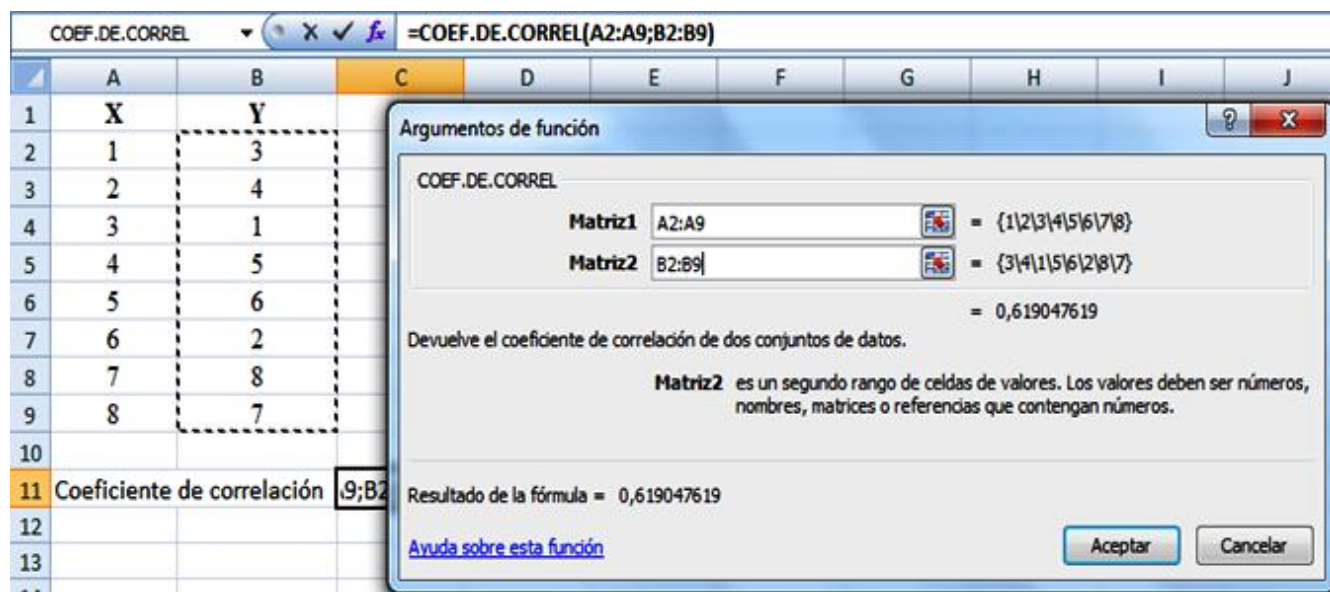 COEF.DE.CORREL fx =COEF.DE.CORREL(A2:A9;B2:B9)
A B C D E F G H I J
1 X Y
2 1 3
3 2 4
4 3 1
5 4 5
6 5 6
7 6 2
8 7 8
9 8 7
10
11 Coeficiente de correlación .9;B2
12
13
Argumentos de función
COEF.DE.CORREL
Matriz1 A2:A9 = {1\2\3\4\5\6\7\8}
Matriz2 B2:B9 = {3\4\1\5\6\2\8\7}
= 0,619047619
Devuelve el coeficiente de correlación de dos conjuntos de datos.
Matriz2 es un segundo rango de celdas de valores. Los valores deben ser números,
nombres, matrices o referencias que contengan números.
Resultado de la fórmula = 0,619047619
Ayuda sobre esta función
Aceptar Cancelar